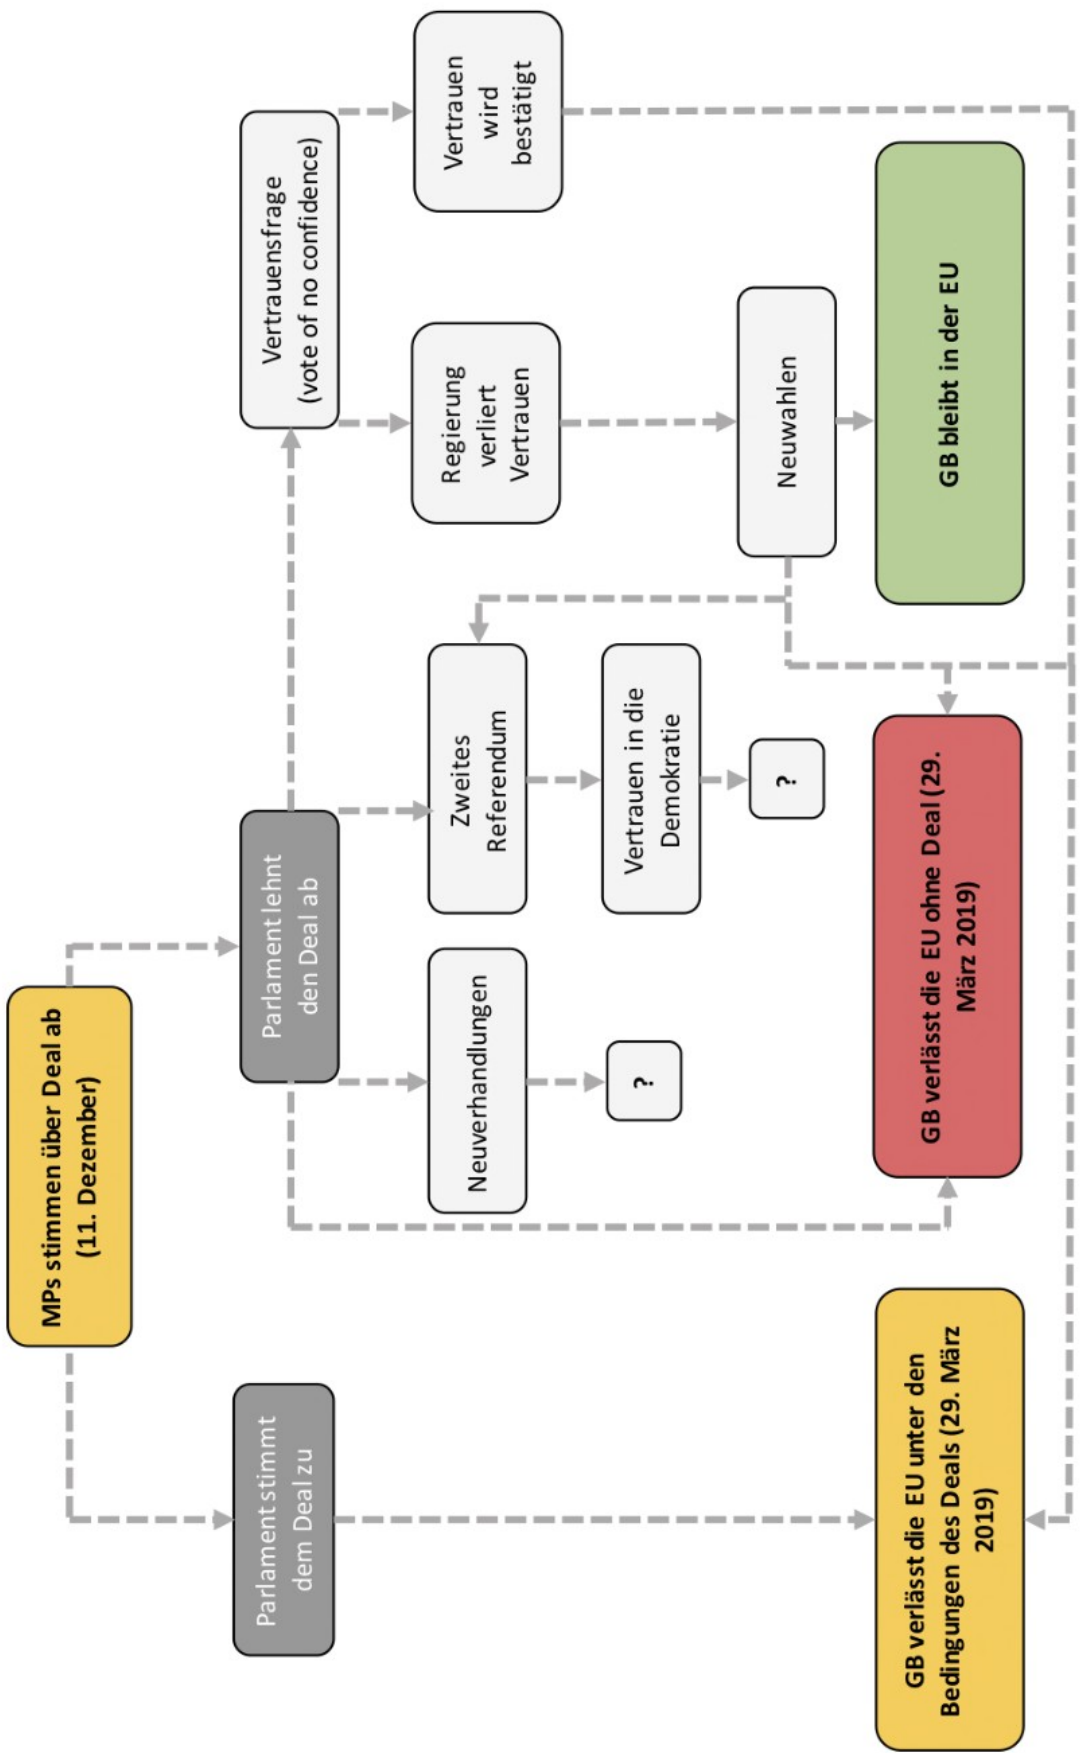 MPs stimmen über Deal ab
(11. Dezember)
Parlament stimmt
dem Deal zu
Parlament lehnt
den Deal ab
Vertrauensfrage
(vote of no confidence)
Neuverhandlungen
?
Zweites
Referendum
Vertrauen in die
Demokratie
?
Regierung
verliert
Vertrauen
Vertrauen
wird
bestätigt
Neuwahlen
GB verlässt die EU unter den
Bedingungen des Deals (29. März
2019)
GB verlässt die EU ohne Deal (29.
März 2019)
GB bleibt in der EU